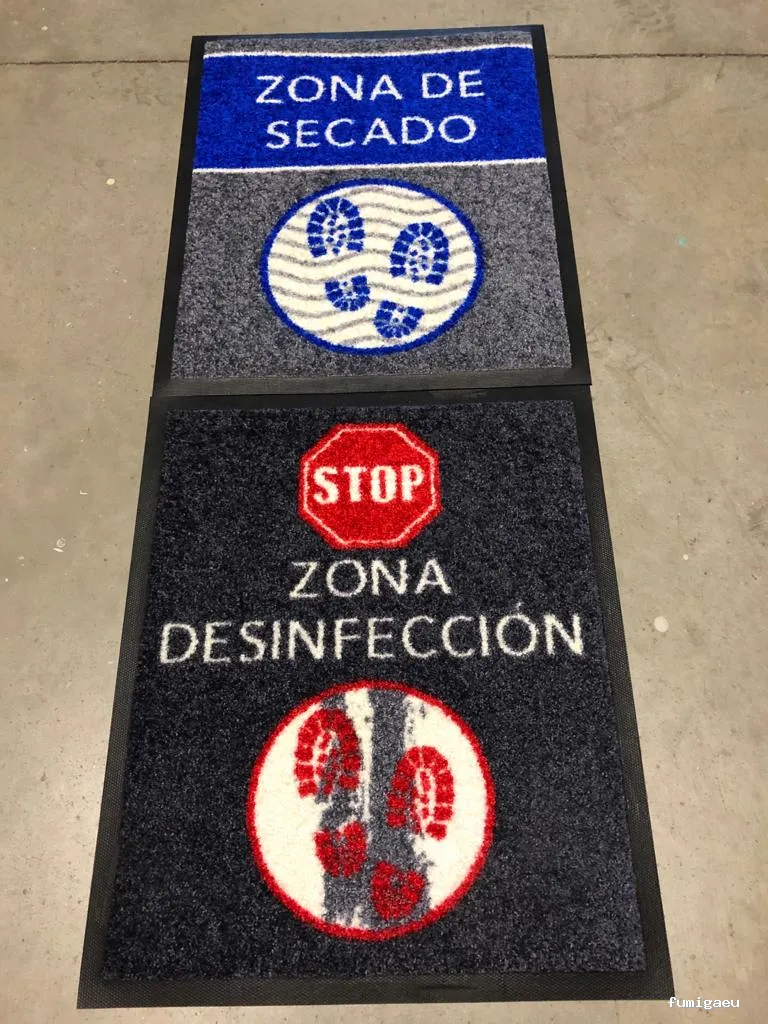 ZONA DE
SECADO
STOP
ZONA
DESINFECCIÓN
fumigaeu